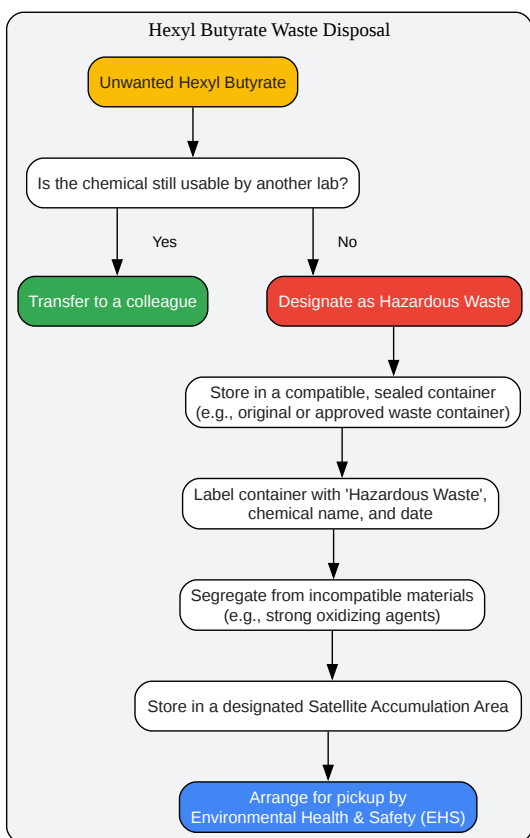 Hexyl Butyrate Waste Disposal
Unwanted Hexyl Butyrate
Is the chemical still usable by another lab?
Yes
No
Transfer to a colleague
Designate as Hazardous Waste
Store in a compatible, sealed container
(e.g., original or approved waste container)
Label container with 'Hazardous Waste',
chemical name, and date
Segregate from incompatible materials
(e.g., strong oxidizing agents)
Store in a designated Satellite Accumulation Area
Arrange for pickup by
Environmental Health & Safety (EHS)